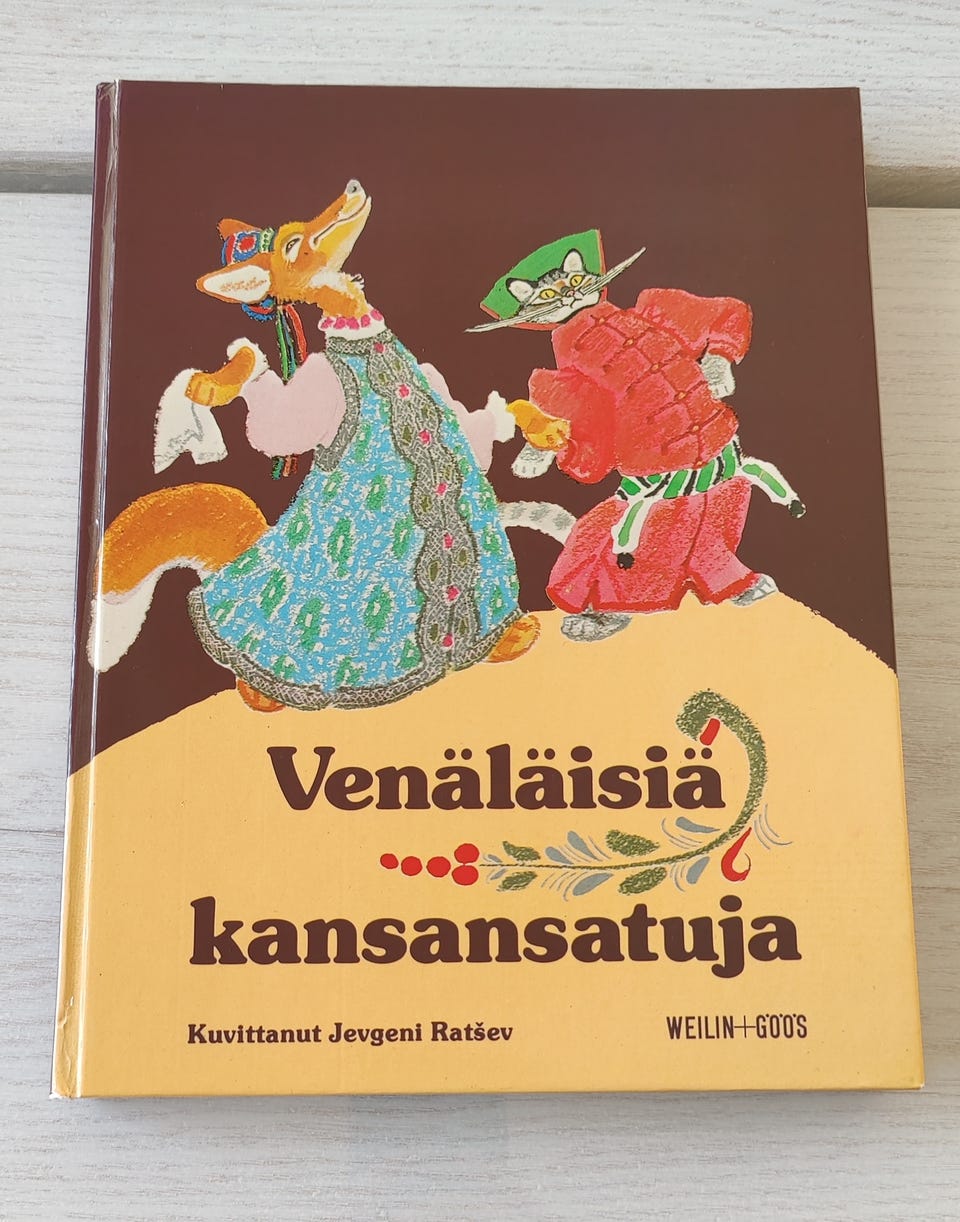 Venäläisiä
kansansatuja
Kuvittanut Jevgeni Ratšev
WEILIN+GÖÖS